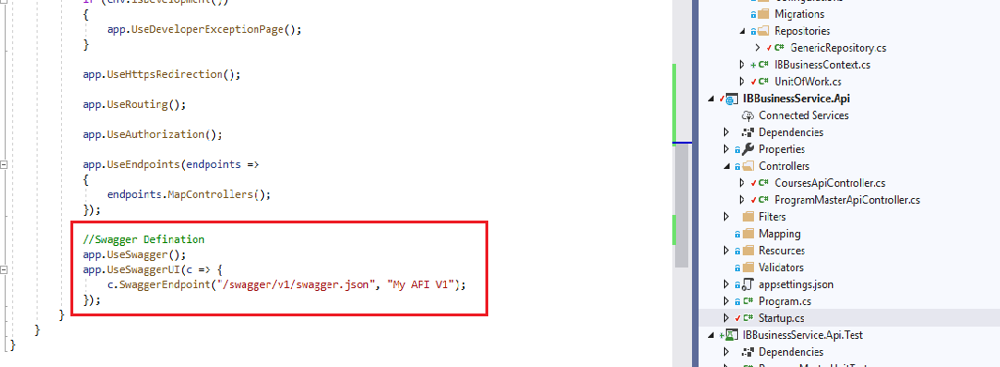 if (env.IsDevelopment())
{
app.UseDeveloperExceptionPage();
}
app.UseHttpsRedirection();
app.UseRouting();
app.UseAuthorization();
app.UseEndpoints(endpoints =>
{
endpoints.MapControllers();
});
//Swagger Defination
app.UseSwagger();
app.UseSwaggerUI(c => {
c.SwaggerEndpoint("/swagger/v1/swagger.json", "My API V1");
});
}
}
}
Configurations
Migrations
Repositories
C# GenericRepository.cs
C# IBBusinessContext.cs
C# UnitOfWork.cs
IBBusinessService.Api
Connected Services
Dependencies
Properties
Controllers
C# CoursesApiController.cs
C# ProgramMasterApiController.cs
Filters
Mapping
Resources
Validators
appsettings.json
C# Program.cs
C# Startup.cs
IBBusinessService.Api.Test
Dependencies